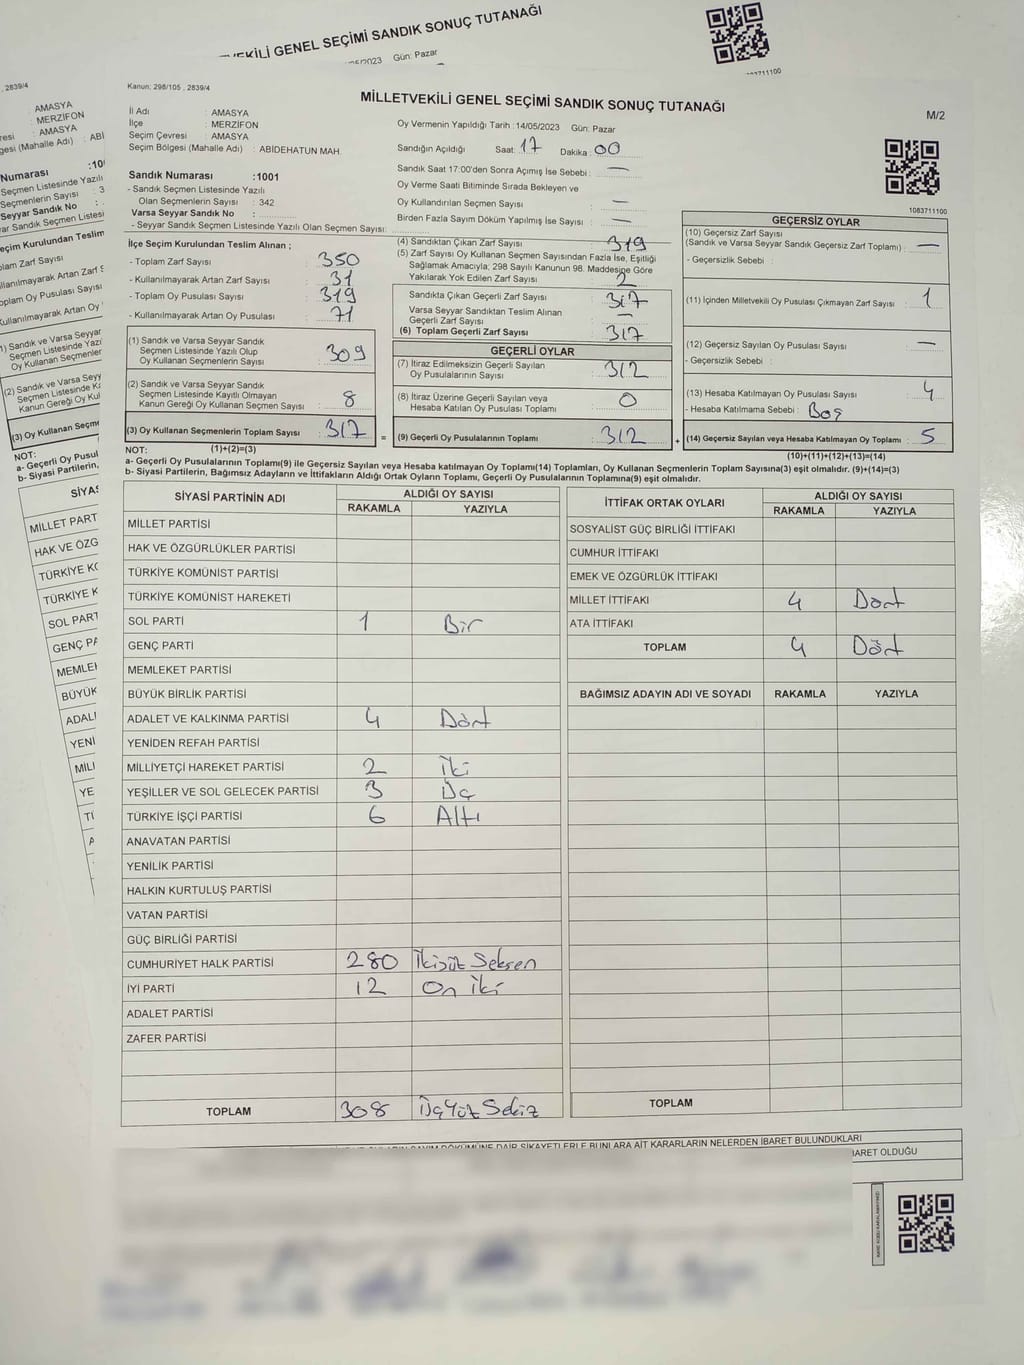 VEKİLİ GENEL SEÇİMİ SANDIK SONUÇ TUTANAĞI
Gün: Pazar
Kanun: 298/105 , 2839/4
MİLLETVEKİLİ GENEL SEÇİMİ SANDIK SONUÇ TUTANAĞI
M/2
İl Adı : AMASYA
İlçe : MERZİFON
Seçim Çevresi : AMASYA
Seçim Bölgesi (Mahalle Adı) : ABİDEHATUN MAH.
Oy Vermenin Yapıldığı Tarih :14/05/2023 Gün: Pazar
Sandığın Açıldığı Saat: 17 Dakika: 00
Sandık Saat 17:00'den Sonra Açımış İse Sebebi : —
Oy Verme Saati Bitiminde Sırada Bekleyen ve
Oy Kullandırılan Seçmen Sayısı : —
Birden Fazla Sayım Döküm Yapılmış İse Sayısı : —
1083711100
Sandık Numarası :1001
- Sandık Seçmen Listesinde Yazılı
Olan Seçmenlerin Sayısı : 342
Varsa Seyyar Sandık No :
- Seyyar Sandık Seçmen Listesinde Yazılı Olan Seçmen Sayısı:
İlçe Seçim Kurulundan Teslim Alınan ;
- Toplam Zarf Sayısı : 350
- Kullanılmayarak Artan Zarf Sayısı : 31
- Toplam Oy Pusulası Sayısı : 319
- Kullanılmayarak Artan Oy Pusulası : 71
(1) Sandık ve Varsa Seyyar Sandık
Seçmen Listesinde Yazılı Olup
Oy Kullanan Seçmenlerin Sayısı : 309
(2) Sandık ve Varsa Seyyar Sandık
Seçmen Listesinde Kayıtlı Olmayan
Kanun Gereği Oy Kullanan Seçmen Sayısı : 8
(3) Oy Kullanan Seçmenlerin Toplam Sayısı : 317
(4) Sandıktan Çıkan Zarf Sayısı : 319
(5) Zarf Sayısı Oy Kullanan Seçmen Sayısından Fazla İse, Eşitliği
Sağlamak Amacıyla; 298 Sayılı Kanunun 98. Maddesine Göre
Yakılarak Yok Edilen Zarf Sayısı : 2
Sandıkta Çıkan Geçerli Zarf Sayısı : 317
Varsa Seyyar Sandıktan Teslim Alınan
Geçerli Zarf Sayısı : —
(6) Toplam Geçerli Zarf Sayısı : 317
GEÇERLİ OYLAR
(7) İtiraz Edilmeksizin Geçerli Sayılan
Oy Pusulalarının Sayısı : 312
(8) İtiraz Üzerine Geçerli Sayılan veya
Hesaba Katılan Oy Pusulası Toplamı : 0
= (9) Geçerli Oy Pusulalarının Toplamı : 312
GEÇERSİZ OYLAR
(10) Geçersiz Zarf Sayısı
(Sandık ve Varsa Seyyar Sandık Geçersiz Zarf Toplamı) : —
- Geçersizlik Sebebi :
(11) İçinden Milletvekili Oy Pusulası Çıkmayan Zarf Sayısı : 1
(12) Geçersiz Sayılan Oy Pusulası Sayısı : —
- Geçersizlik Sebebi :
(13) Hesaba Katılmayan Oy Pusulası Sayısı : 4
- Hesaba Katılmama Sebebi : Boş
+ (14) Geçersiz Sayılan veya Hesaba Katılmayan Oy Toplamı : 5
NOT: (1)+(2)=(3)
(10)+(11)+(12)+(13)=(14)
a- Geçerli Oy Pusulalarının Toplamı(9) ile Geçersiz Sayılan veya Hesaba katılmayan Oy Toplamı(14) Toplamları, Oy Kullanan Seçmenlerin Toplam Sayısına(3) eşit olmalıdır. (9)+(14)=(3)
b- Siyasi Partilerin, Bağımsız Adayların ve İttifakların Aldığı Ortak Oyların Toplamı, Geçerli Oy Pusulalarının Toplamına(9) eşit olmalıdır.
SİYASİ PARTİNİN ADI ALDIĞI OY SAYISI
RAKAMLA YAZIYLA
MİLLET PARTİSİ
HAK VE ÖZGÜRLÜKLER PARTİSİ
TÜRKİYE KOMÜNİST PARTİSİ
TÜRKİYE KOMÜNİST HAREKETİ
SOL PARTİ 1 Bir
GENÇ PARTİ
MEMLEKET PARTİSİ
BÜYÜK BİRLİK PARTİSİ
ADALET VE KALKINMA PARTİSİ 4 Dört
YENİDEN REFAH PARTİSİ
MİLLİYETÇİ HAREKET PARTİSİ 2 İki
YEŞİLLER VE SOL GELECEK PARTİSİ 3 Üç
TÜRKİYE İŞÇİ PARTİSİ 6 Altı
ANAVATAN PARTİSİ
YENİLİK PARTİSİ
HALKIN KURTULUŞ PARTİSİ
VATAN PARTİSİ
GÜÇ BİRLİĞİ PARTİSİ
CUMHURİYET HALK PARTİSİ 280 İkiyüz Seksen
İYİ PARTİ 12 On İki
ADALET PARTİSİ
ZAFER PARTİSİ
TOPLAM 308 Üçyüz Sekiz
İTTİFAK ORTAK OYLARI ALDIĞI OY SAYISI
RAKAMLA YAZIYLA
SOSYALİST GÜÇ BİRLİĞİ İTTİFAKI
CUMHUR İTTİFAKI
EMEK VE ÖZGÜRLÜK İTTİFAKI
MİLLET İTTİFAKI 4 Dört
ATA İTTİFAKI
TOPLAM 4 Dört
BAĞIMSIZ ADAYIN ADI VE SOYADI RAKAMLA YAZIYLA
TOPLAM
DÖKÜMÜNE DAİR ŞİKAYETLERLE BUNLARA AİT KARARLARIN NELERDEN İBARET BULUNDUKLARI
İBARET OLDUĞU